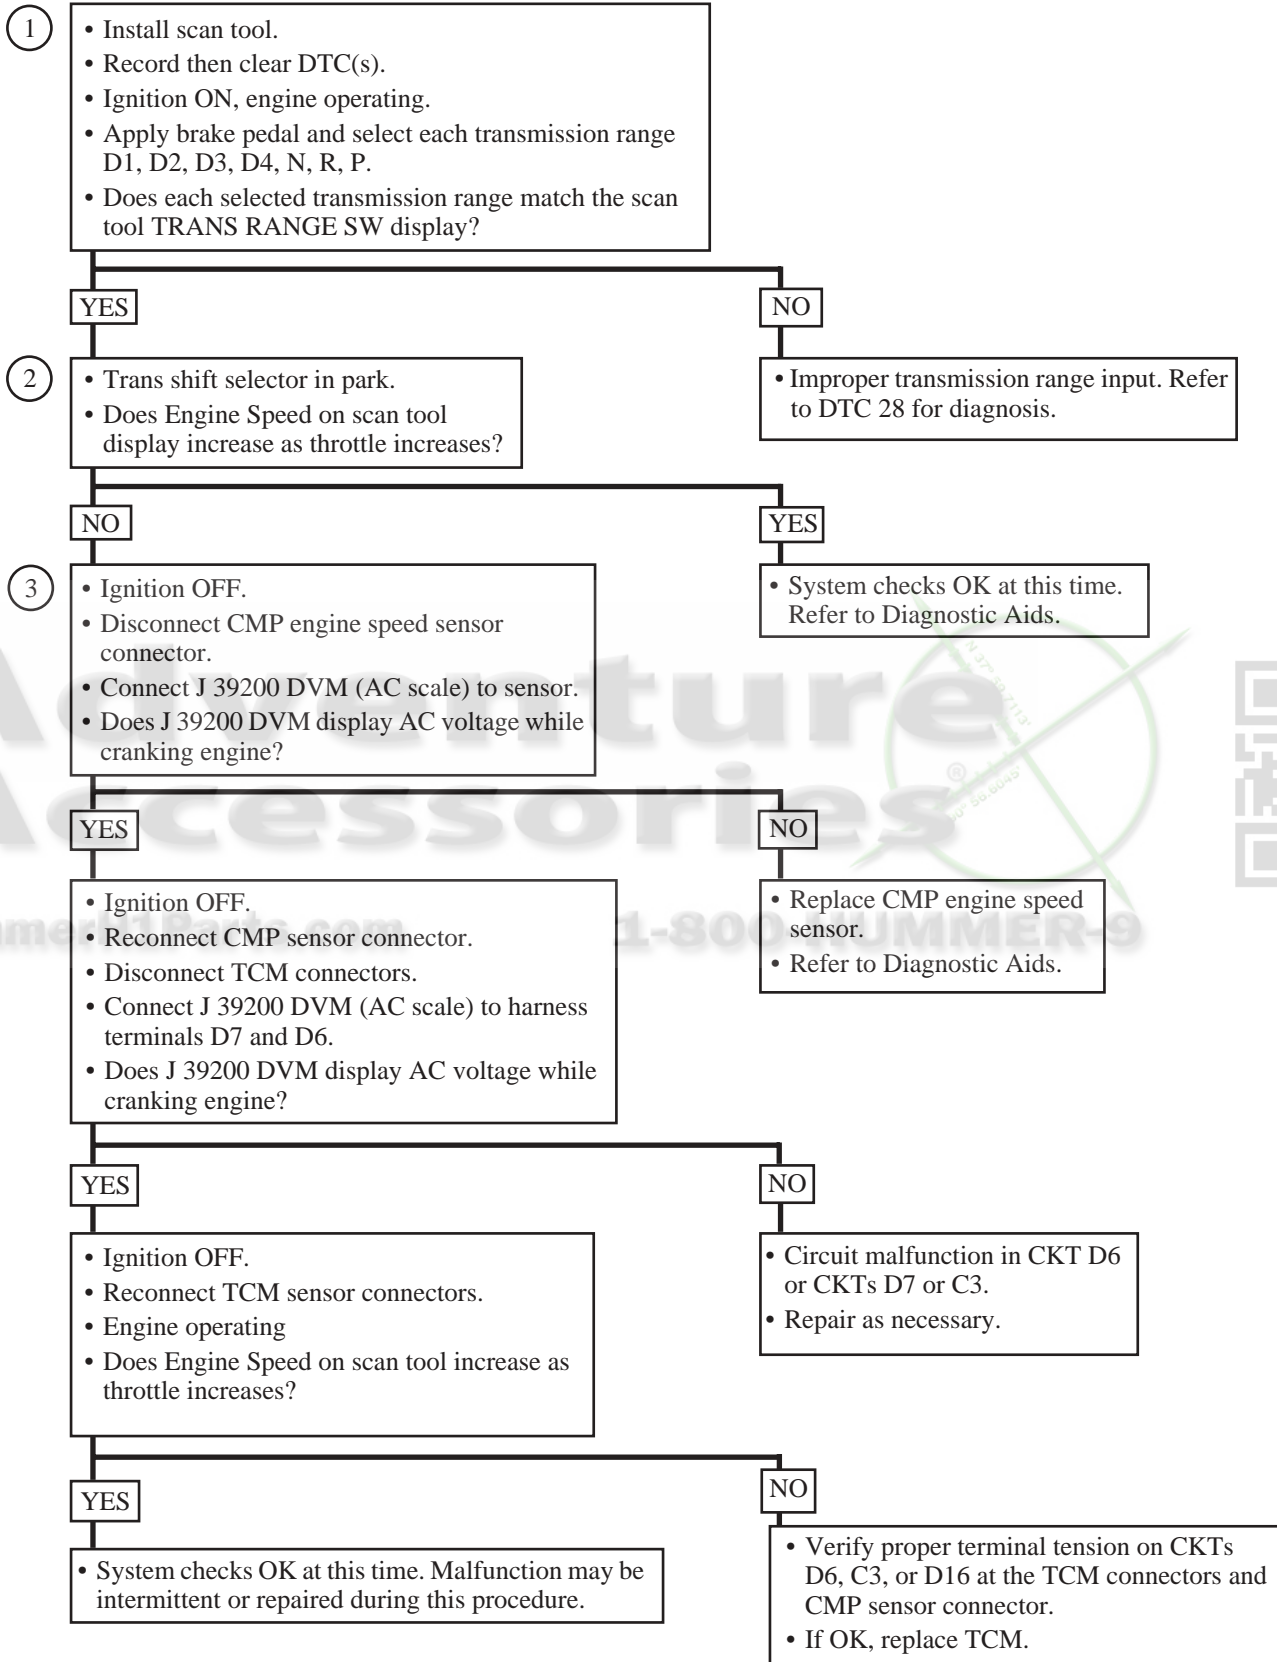 1
• Install scan tool.
• Record then clear DTC(s).
• Ignition ON, engine operating.
• Apply brake pedal and select each transmission range
D1, D2, D3, D4, N, R, P.
• Does each selected transmission range match the scan
tool TRANS RANGE SW display?
YES
NO
2
• Trans shift selector in park.
• Does Engine Speed on scan tool
display increase as throttle increases?
• Improper transmission range input. Refer
to DTC 28 for diagnosis.
NO
YES
3
• Ignition OFF.
• Disconnect CMP engine speed sensor
connector.
• Connect J 39200 DVM (AC scale) to sensor.
• Does J 39200 DVM display AC voltage while
cranking engine?
• System checks OK at this time.
Refer to Diagnostic Aids.
Adventure
Accessories
®
YES
NO
• Ignition OFF.
• Reconnect CMP sensor connector.
• Disconnect TCM connectors.
• Connect J 39200 DVM (AC scale) to harness
terminals D7 and D6.
• Does J 39200 DVM display AC voltage while
cranking engine?
• Replace CMP engine speed
sensor.
• Refer to Diagnostic Aids.
mmerH1Parts.com
1-800-HUMMER-9
YES
NO
• Ignition OFF.
• Reconnect TCM sensor connectors.
• Engine operating
• Does Engine Speed on scan tool increase as
throttle increases?
• Circuit malfunction in CKT D6
or CKTs D7 or C3.
• Repair as necessary.
YES
NO
• System checks OK at this time. Malfunction may be
intermittent or repaired during this procedure.
• Verify proper terminal tension on CKTs
D6, C3, or D16 at the TCM connectors and
CMP sensor connector.
• If OK, replace TCM.